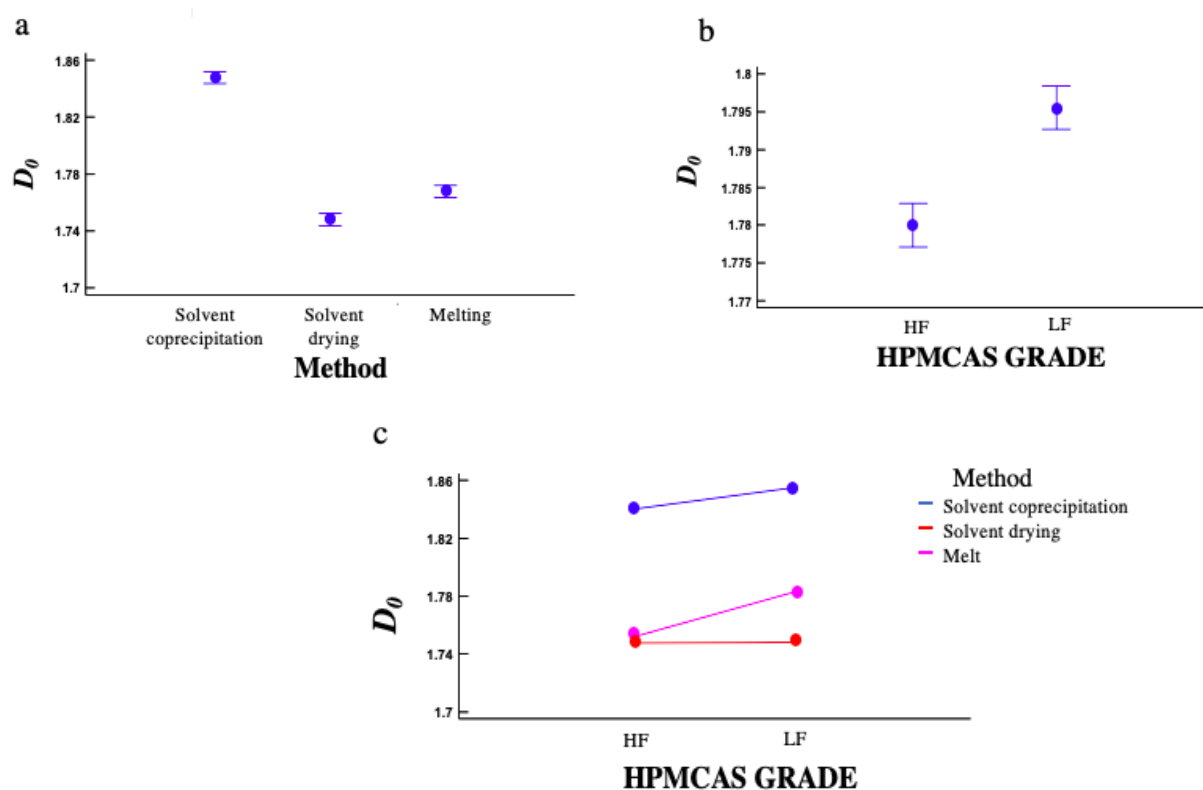 a
1.86
1.82
1.78
1.74
1.7
D0
Solvent
coprecipitation
Solvent
drying
Melting
Method
b
1.8
1.795
1.79
1.785
1.78
1.775
1.77
D0
HF
LF
HPMCAS GRADE
c
1.86
1.82
1.78
1.74
1.7
D0
HF
LF
HPMCAS GRADE
Method
Solvent coprecipitation
Solvent drying
Melt